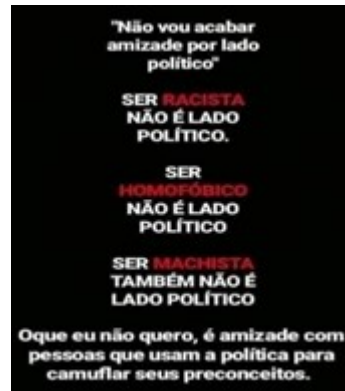 "Não vou acabar
amizade por lado
político"
SER RACISTA
NÃO É LADO
POLÍTICO.
SER
HOMOFÓBICO
NÃO É LADO
POLÍTICO
SER MACHISTA
TAMBÉM NÃO É
LADO POLÍTICO
Oque eu não quero, é amizade com
pessoas que usam a política para
camuflar seus preconceitos.